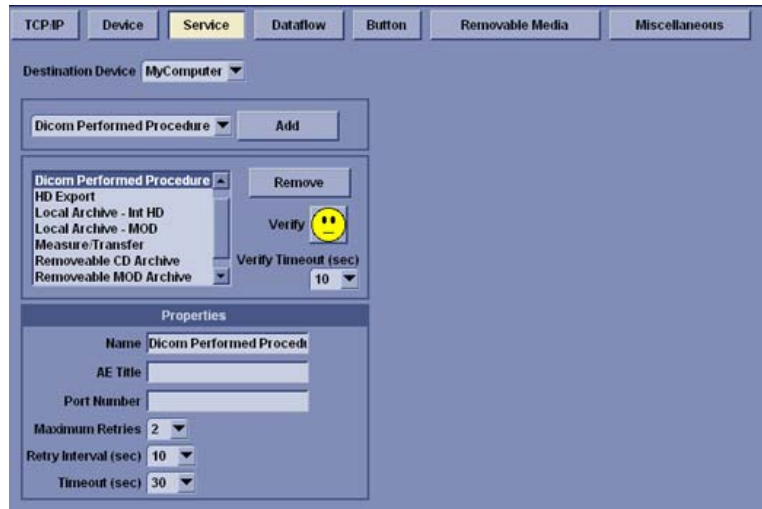 TCP/IP Device Service Dataflow Button Removable Media Miscellaneous
Destination Device MyComputer
Dicom Performed Procedure Add
Dicom Performed Procedure
HD Export
Local Archive - Int HD
Local Archive - MOD
Measure/Transfer
Removeable CD Archive
Removeable MOD Archive
Remove
Verify
Verify Timeout (sec)
10
Properties
Name Dicom Performed Procedu
AE Title
Port Number
Maximum Retries 2
Retry Interval (sec) 10
Timeout (sec) 30